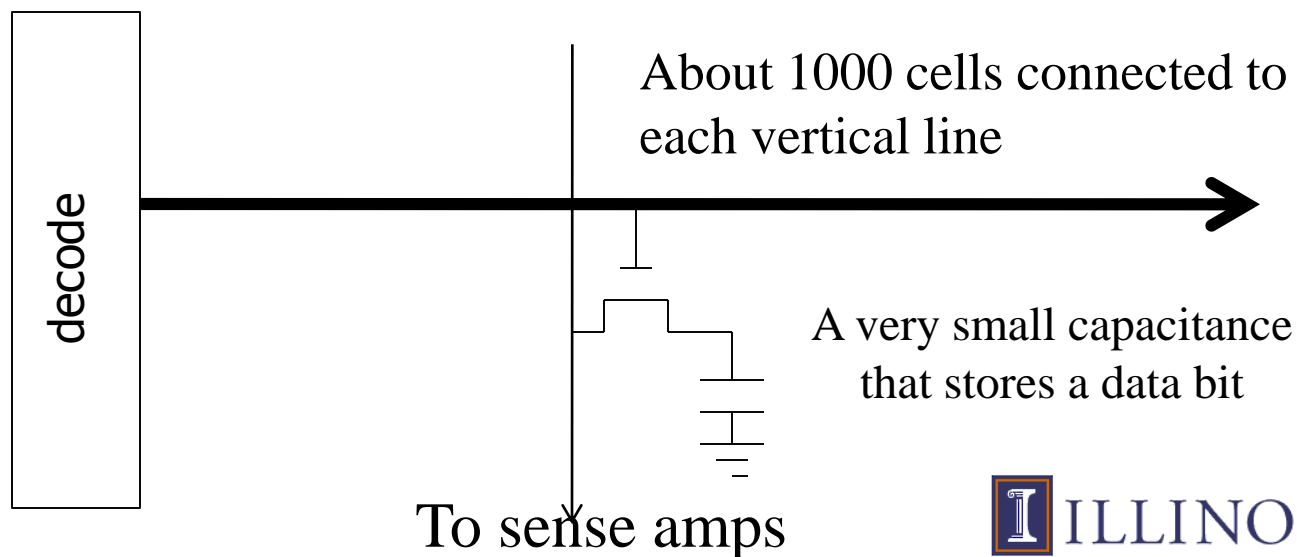 About 1000 cells connected to
each vertical line
decode
A very small capacitance
that stores a data bit
To sense amps
I ILLINO